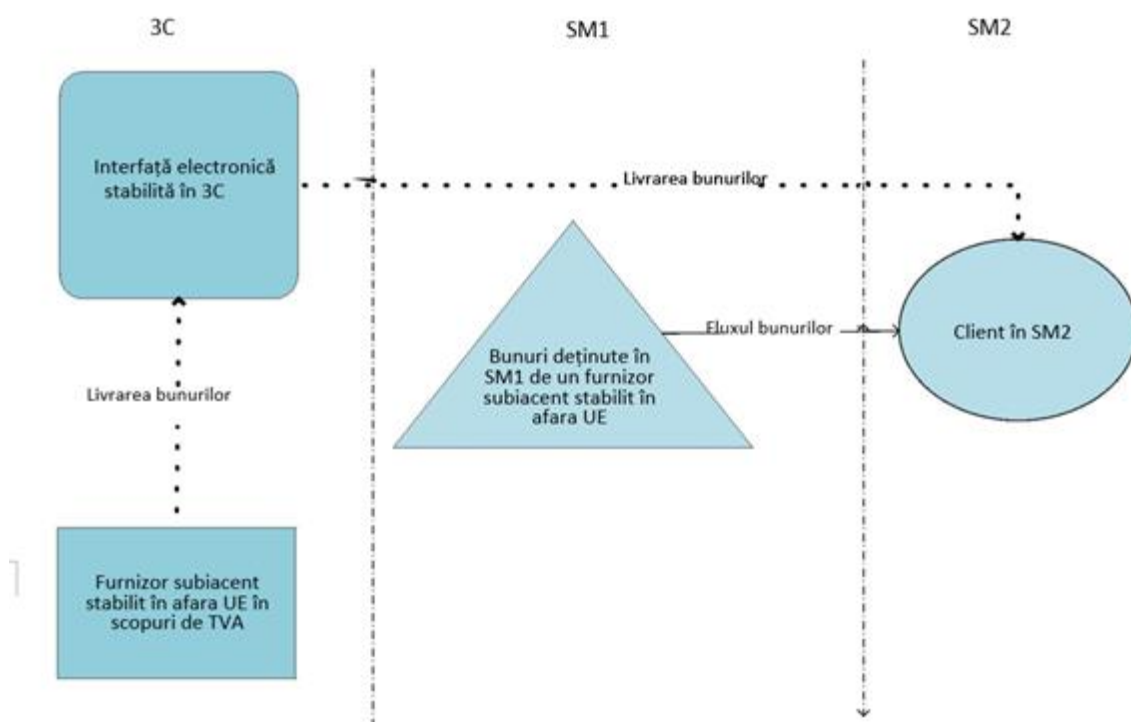 3C
SM1
SM2
Interfață electronică
stabilită în 3C
Livrarea bunurilor
Fluxul bunurilor
Client în SM2
Bunuri deținute în
SM1 de un furnizor
subiacent stabilit în
afara UE
Livrarea bunurilor
Furnizor subiacent
stabilit în afara UE în
scopuri de TVA